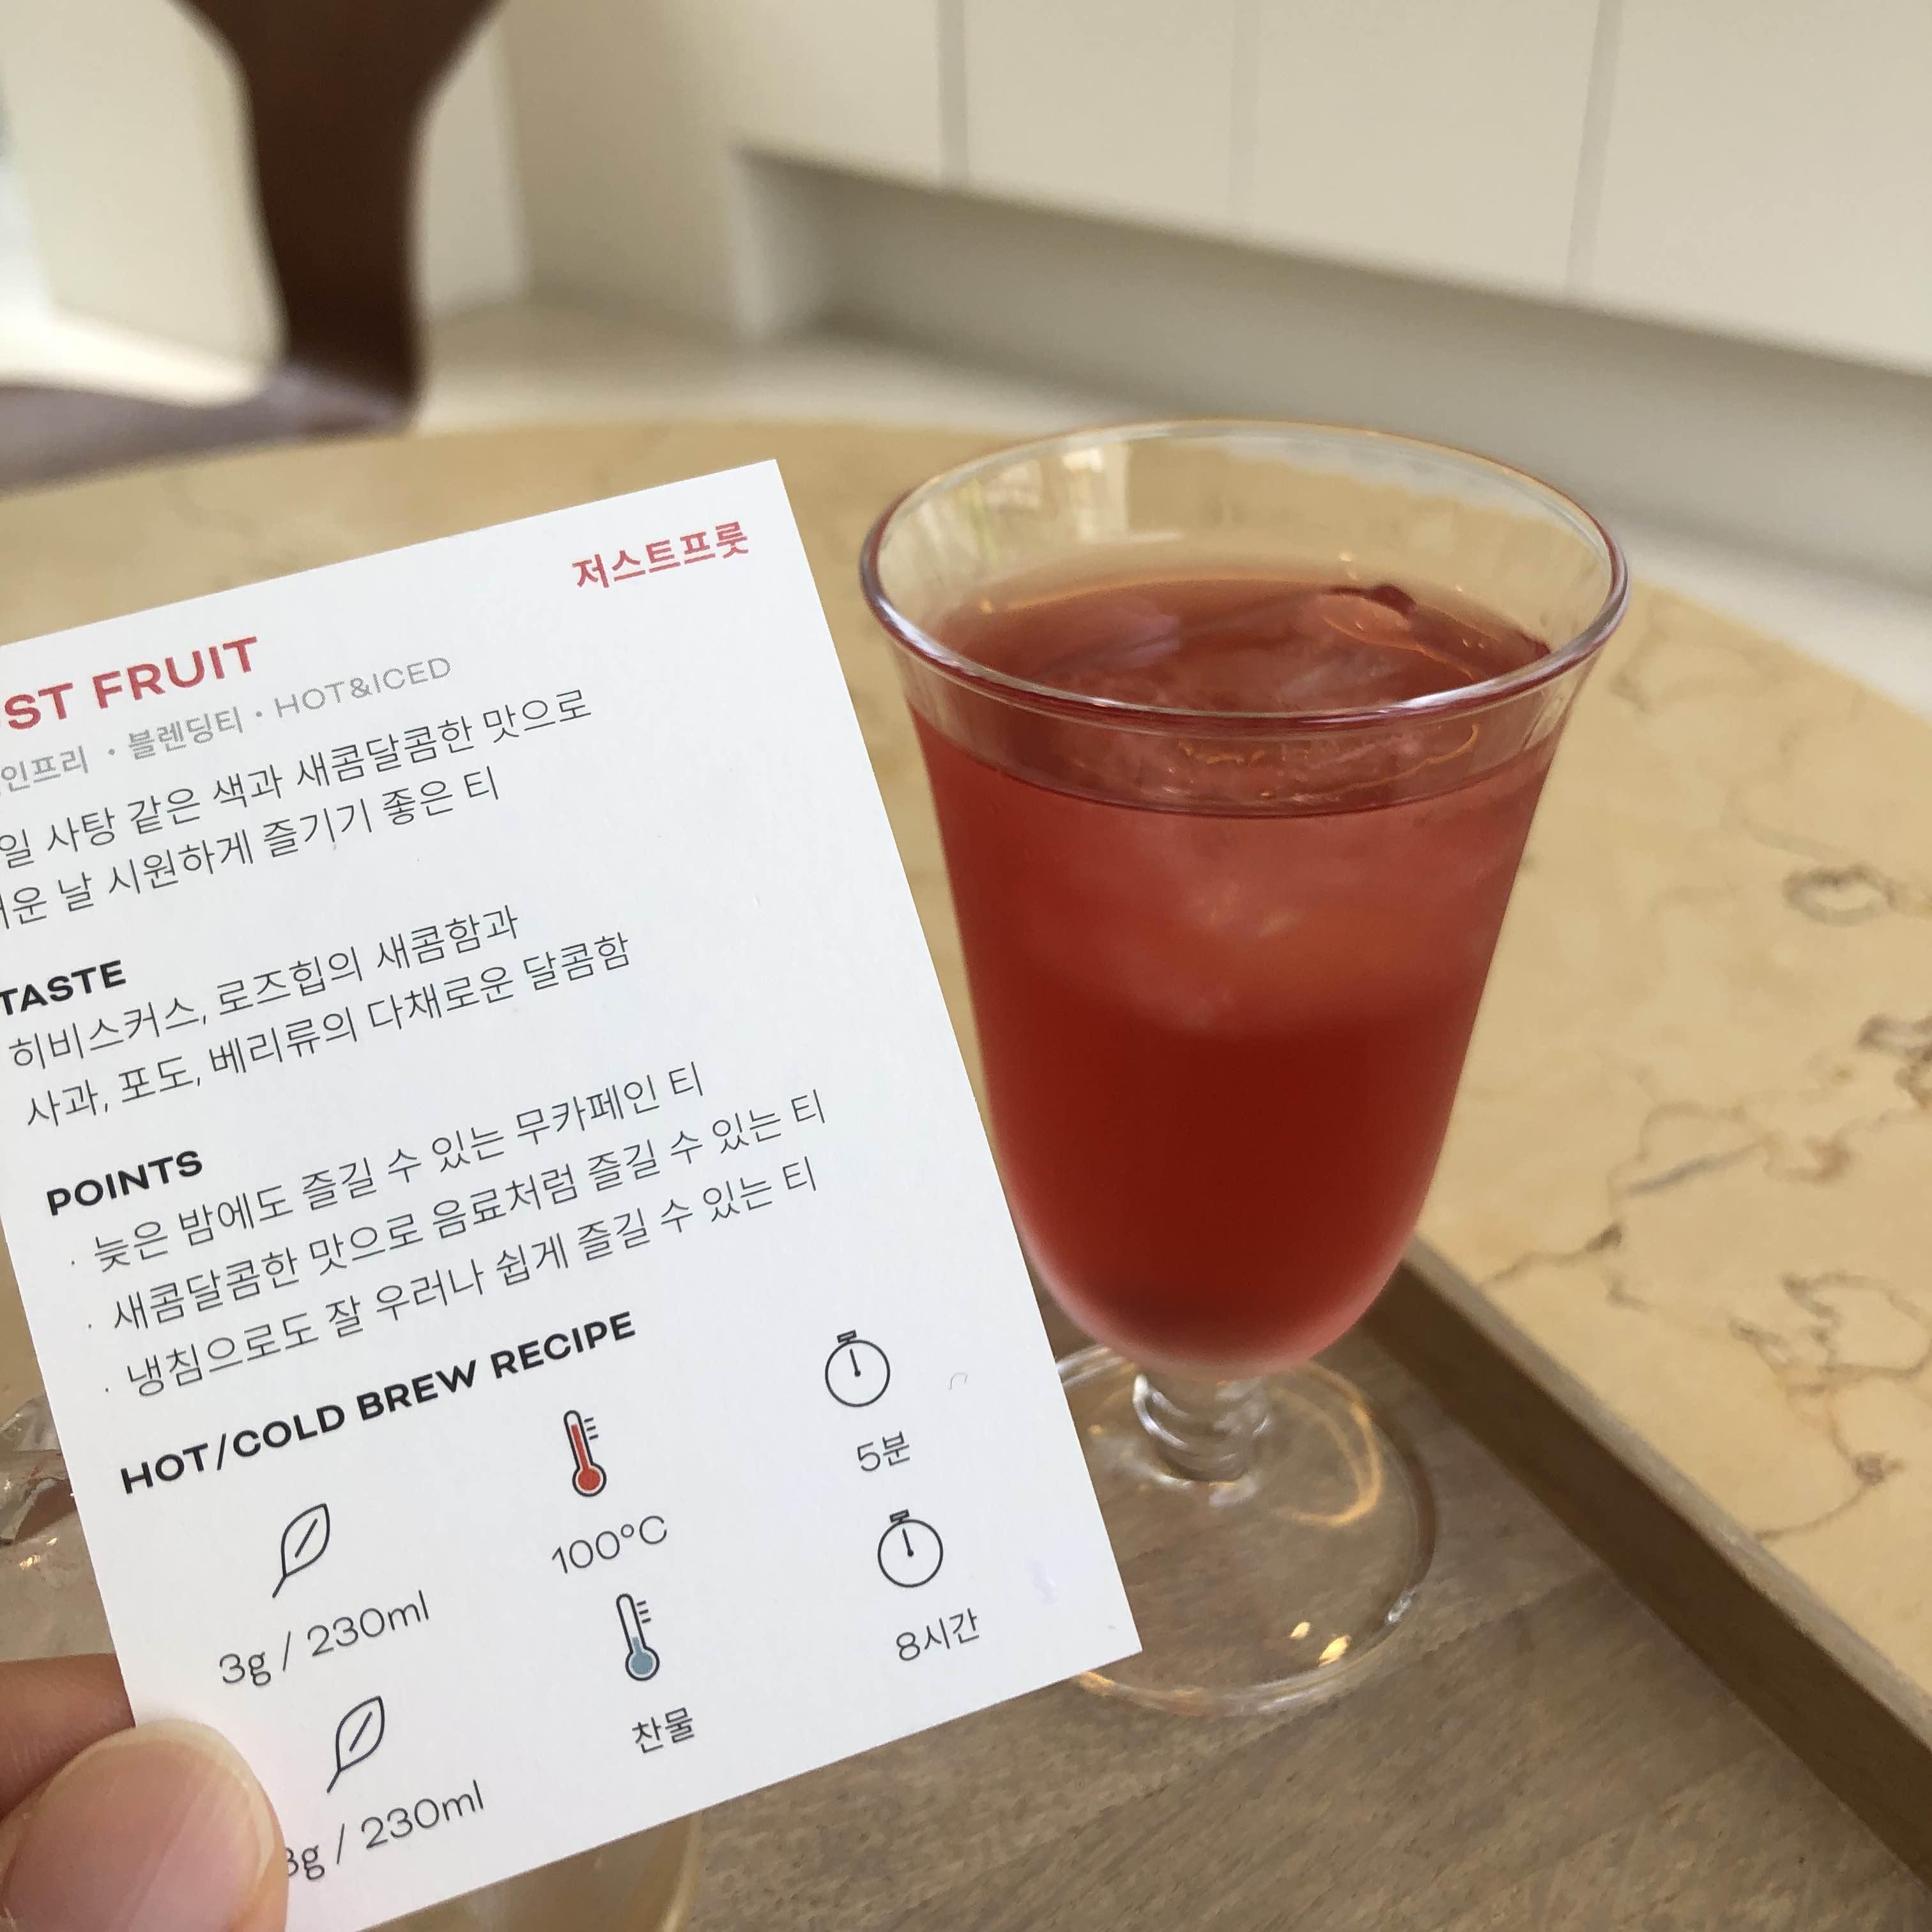 저스트프룻
ST FRUIT
인프리 · 블렌딩티 · HOT&ICED
일 사탕 같은 색과 새콤달콤한 맛으로
운 날 시원하게 즐기기 좋은 티
TASTE
히비스커스, 로즈힙의 새콤함과
사과, 포도, 베리류의 다채로운 달콤함
POINTS
· 늦은 밤에도 즐길 수 있는 무카페인 티
· 새콤달콤한 맛으로 음료처럼 즐길 수 있는 티
· 냉침으로도 잘 우러나 쉽게 즐길 수 있는 티
HOT/COLD BREW RECIPE
3g / 230ml 100°C 5분
3g / 230ml 찬물 8시간